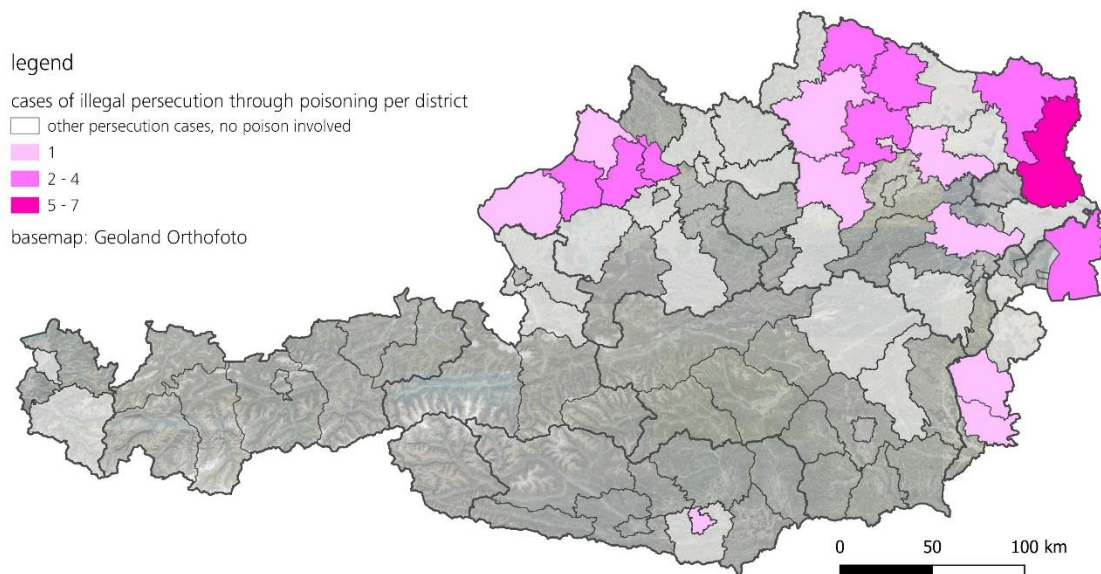 legend
cases of illegal persecution through poisoning per district
other persecution cases, no poison involved
1
2 - 4
5 - 7
basemap: Geoland Orthofoto
0 50 100 km